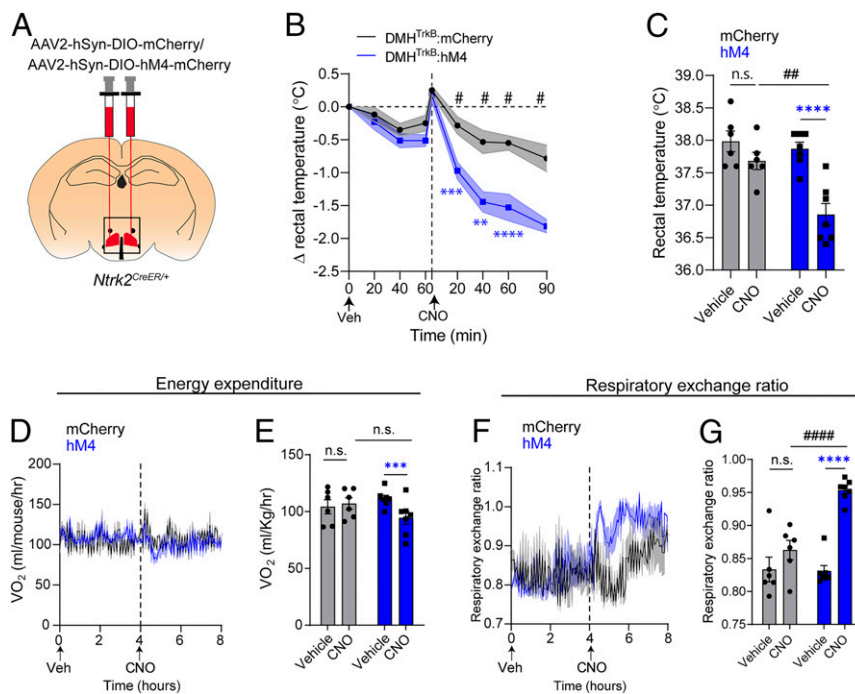 A
AAV2-hSyn-DIO-mCherry/
AAV2-hSyn-DIO-hM4-mCherry
Ntrk2CreER/+
B
DMHTrkB:mCherry
DMHTrkB:hM4
Δ rectal temperature (°C)
0.5
0.0
-0.5
-1.0
-1.5
-2.0
-2.5
# # # #
***
**
****
0 20 40 60 20 40 60 90
Veh CNO
Time (min)
C
mCherry
hM4
Rectal temperature (°C)
38.5
39.0
38.0
37.5
37.0
36.5
36.0
n.s.
##
****
Vehicle CNO Vehicle CNO
Energy expenditure
D
mCherry
hM4
VO2 (ml/mouse/hr)
200
150
100
50
0
0 2 4 6 8
Veh CNO
Time (hours)
E
VO2 (ml/Kg/hr)
150
100
50
0
n.s.
n.s.
***
Vehicle CNO Vehicle CNO
Respiratory exchange ratio
F
mCherry
hM4
Respiratory exchange ratio
1.1
1.0
0.9
0.8
0.7
0 2 4 6 8
Veh CNO
Time (hours)
G
Respiratory exchange ratio
1.00
0.95
0.90
0.85
0.80
0.75
n.s.
####
****
Vehicle CNO Vehicle CNO